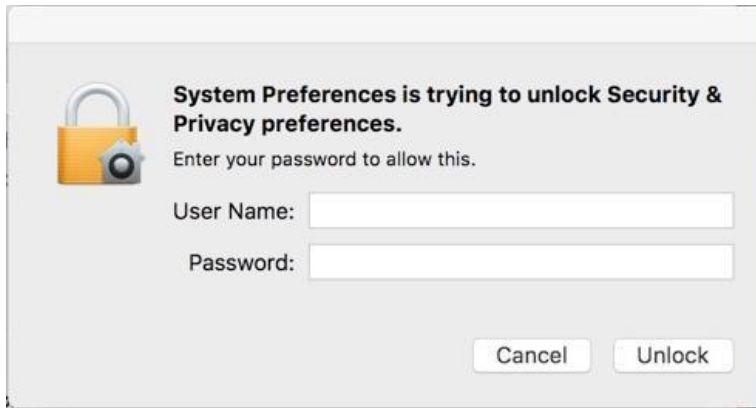 System Preferences is trying to unlock Security &
Privacy preferences.
Enter your password to allow this.
User Name:
Password:
Cancel
Unlock